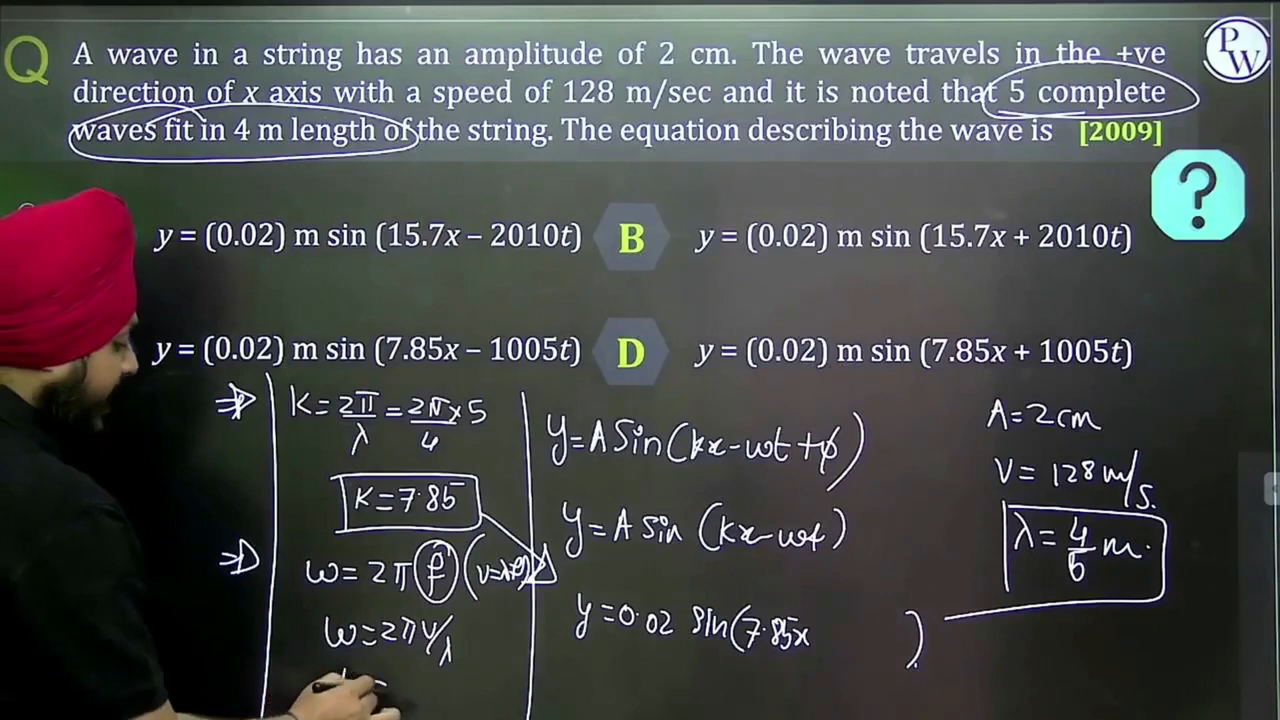 Q
A wave in a string has an amplitude of 2 cm. The wave travels in the +ve
direction of x axis with a speed of 128 m/sec and it is noted that 5 complete
waves fit in 4 m length of the string. The equation describing the wave is [2009]
P
W
?
y = (0.02) m sin (15.7x – 2010t)
B
y = (0.02) m sin (15.7x + 2010t)
y = (0.02) m sin (7.85x – 1005t)
D
y = (0.02) m sin (7.85x + 1005t)
K = 2π/λ = 2π/4 × 5
K = 7.85
ω = 2π f (v=λf)
ω = 2πv/λ
y = A Sin (kx - ωt + φ)
y = A sin (kx - ωt)
y = 0.02 sin (7.85x )
A = 2 cm
V = 128 m/s.
λ = 4/5 m.